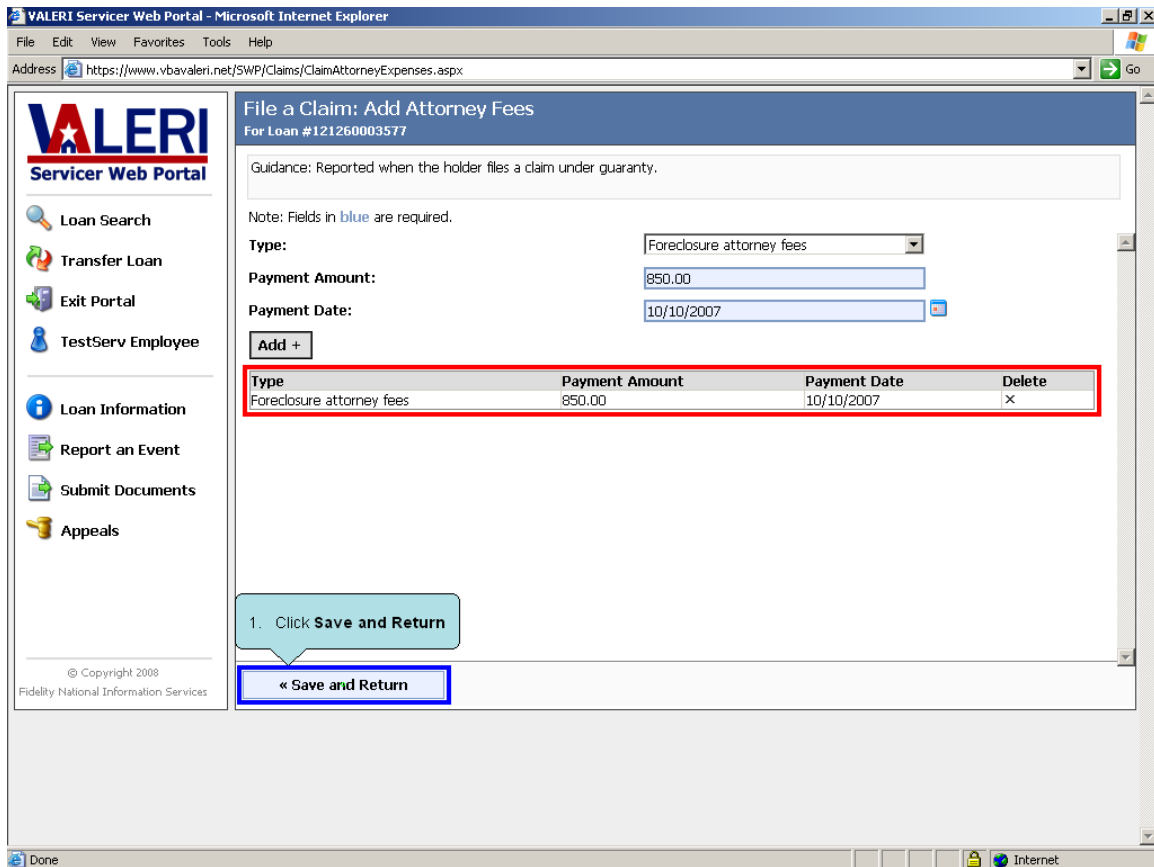 VALERI Servicer Web Portal - Microsoft Internet Explorer
File Edit View Favorites Tools Help
Address https://www.vbavaleri.net/SWP/Claims/ClaimAttorneyExpenses.aspx Go
VALERI
Servicer Web Portal
Loan Search
Transfer Loan
Exit Portal
TestServ Employee
Loan Information
Report an Event
Submit Documents
Appeals
© Copyright 2008
Fidelity National Information Services
File a Claim: Add Attorney Fees
For Loan #121260003577
Guidance: Reported when the holder files a claim under guaranty.
Note: Fields in blue are required.
Type: Foreclosure attorney fees
Payment Amount: 850.00
Payment Date: 10/10/2007
Add +
Type Payment Amount Payment Date Delete
Foreclosure attorney fees 850.00 10/10/2007 ×
1. Click Save and Return
« Save and Return
Done Internet